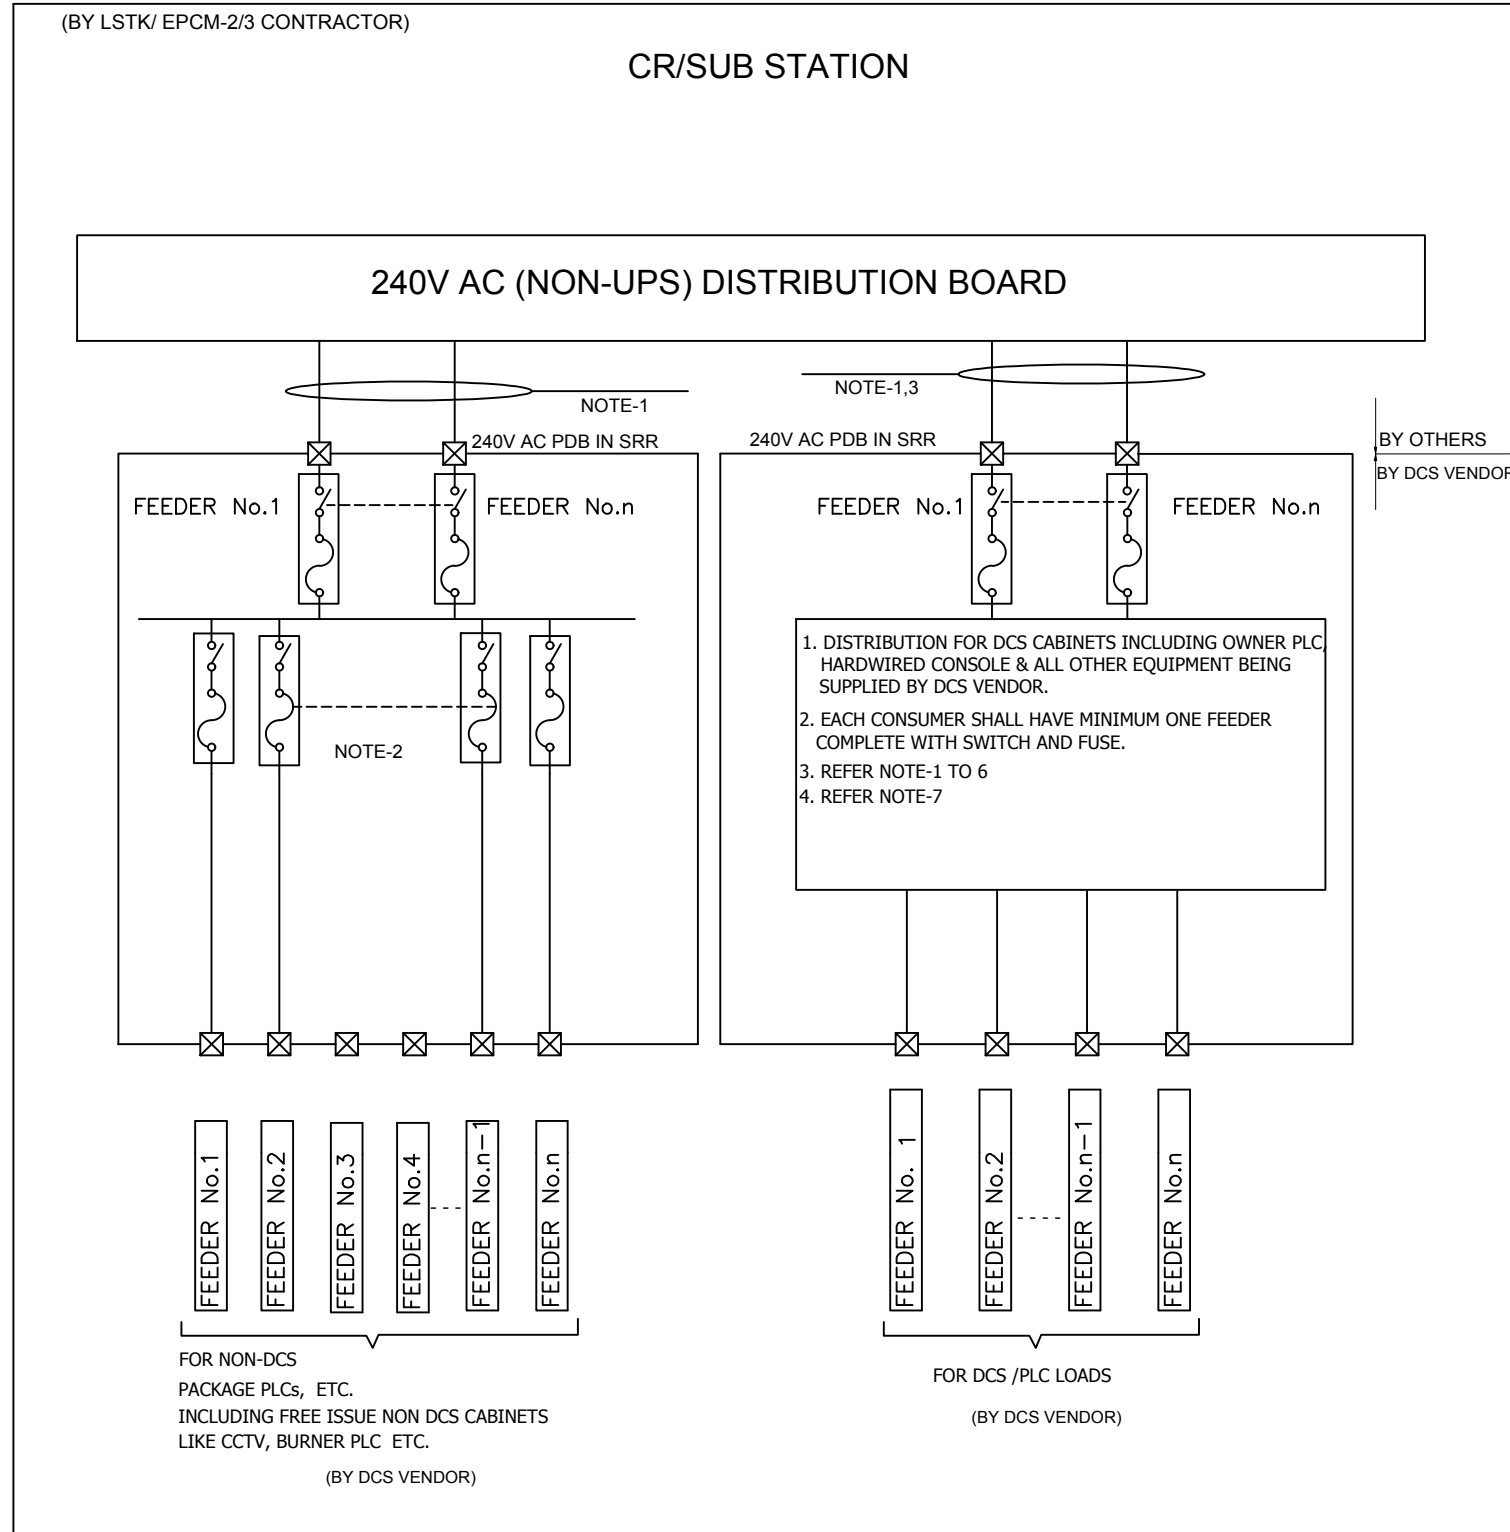 (BY LSTK/ EPCM-2/3 CONTRACTOR)
CR/SUB STATION
240V AC (NON-UPS) DISTRIBUTION BOARD
NOTE-1
NOTE-1,3
240V AC PDB IN SRR
240V AC PDB IN SRR
BY OTHERS
BY DCS VENDOR
FEEDER No.1
FEEDER No.n
FEEDER No.1
FEEDER No.n
NOTE-2
1. DISTRIBUTION FOR DCS CABINETS INCLUDING OWNER PLC,
HARDWIRED CONSOLE & ALL OTHER EQUIPMENT BEING
SUPPLIED BY DCS VENDOR.
2. EACH CONSUMER SHALL HAVE MINIMUM ONE FEEDER
COMPLETE WITH SWITCH AND FUSE.
3. REFER NOTE-1 TO 6
4. REFER NOTE-7
FEEDER No.1
FEEDER No.2
FEEDER No.3
FEEDER No.4
FEEDER No.n-1
FEEDER No.n
FEEDER No. 1
FEEDER No.2
FEEDER No.n-1
FEEDER No.n
FOR NON-DCS
PACKAGE PLCs, ETC.
INCLUDING FREE ISSUE NON DCS CABINETS
LIKE CCTV, BURNER PLC ETC.
(BY DCS VENDOR)
FOR DCS /PLC LOADS
(BY DCS VENDOR)